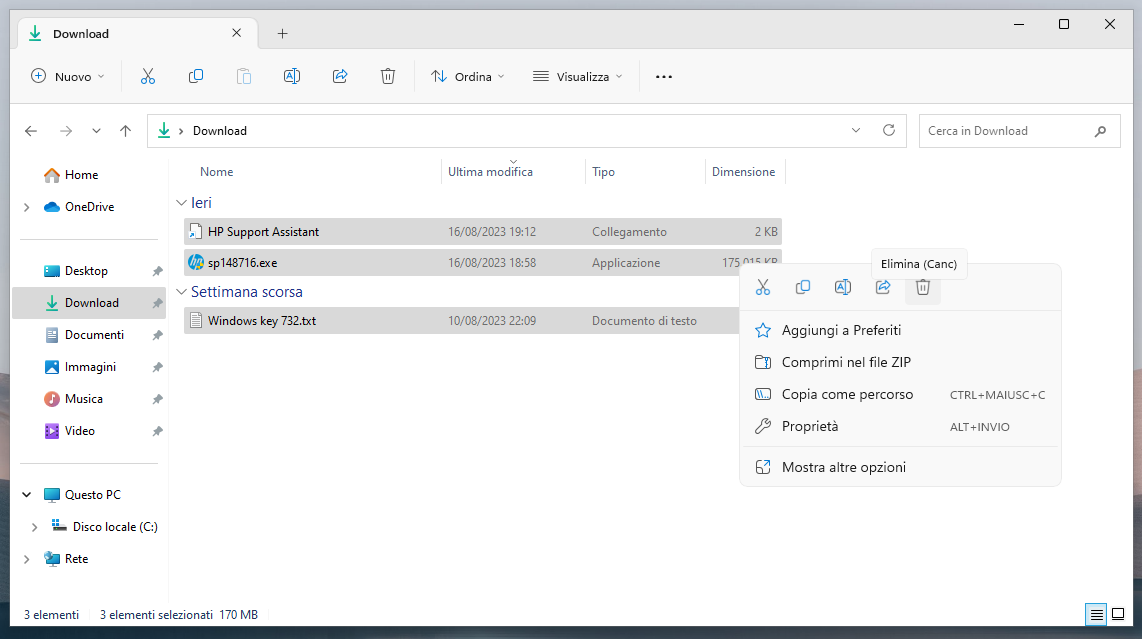 Download
Nuovo
Ordina
Visualizza
Download
Cerca in Download
Home
OneDrive
Desktop
Download
Documenti
Immagini
Musica
Video
Questo PC
Disco locale (C:)
Rete
Nome Ultima modifica Tipo Dimensione
Ieri
HP Support Assistant 16/08/2023 19:12 Collegamento 2 KB
sp148716.exe 16/08/2023 18:58 Applicazione 175.015 KB
Settimana scorsa
Windows key 732.txt 10/08/2023 22:09 Documento di testo
Elimina (Canc)
Aggiungi a Preferiti
Comprimi nel file ZIP
Copia come percorso CTRL+MAIUSC+C
Proprietà ALT+INVIO
Mostra altre opzioni
3 elementi 3 elementi selezionati 170 MB